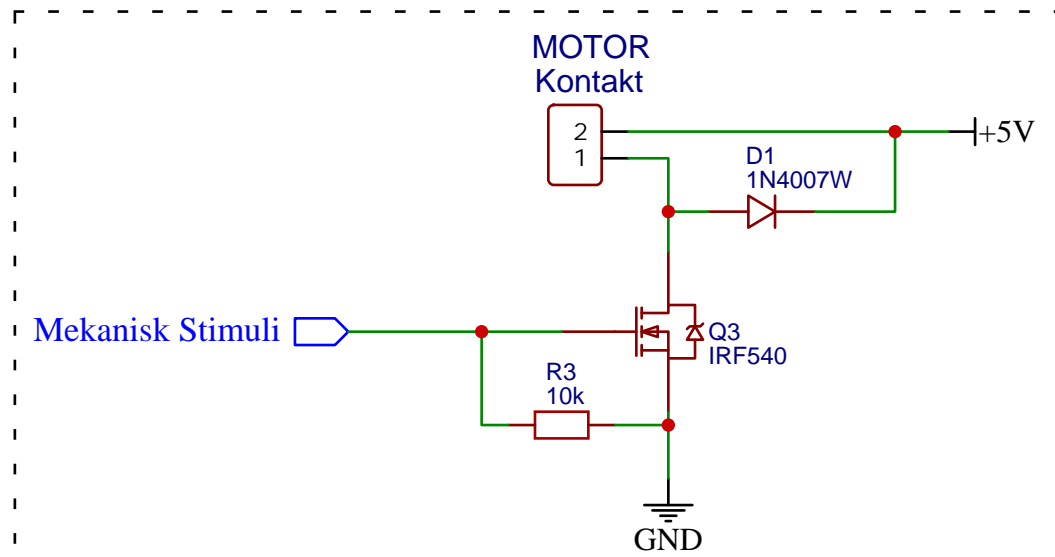 MOTOR
Kontakt
2
1
+5V
D1
1N4007W
Mekanisk Stimuli
Q3
IRF540
R3
10k
GND